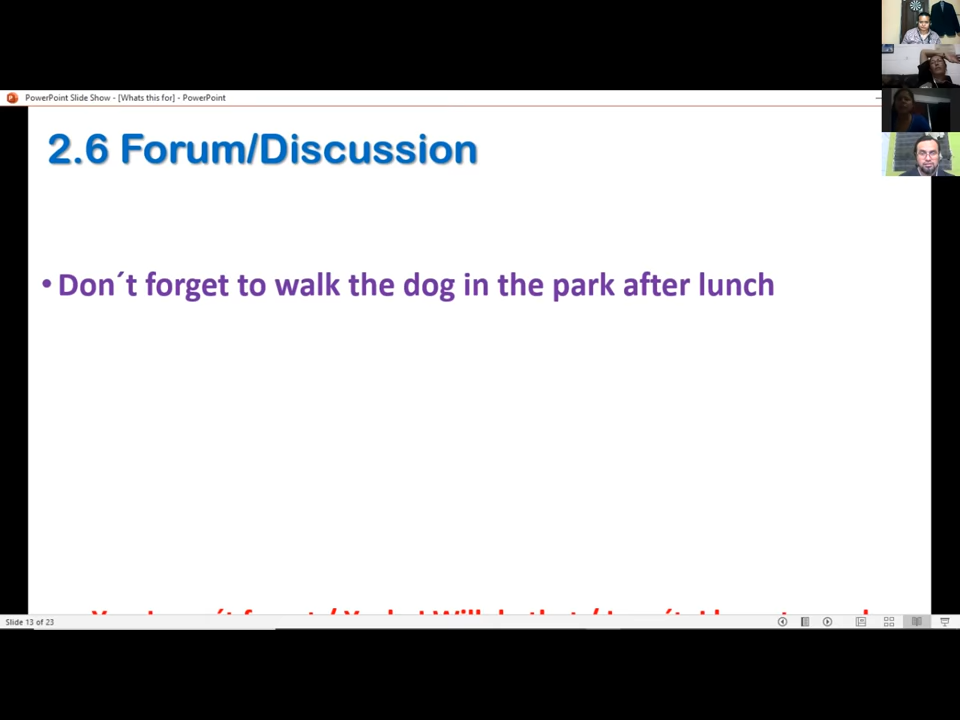 PowerPoint Slide Show - [Whats this for] - PowerPoint
2.6 Forum/Discussion
• Don´t forget to walk the dog in the park after lunch
Slide 13 of 23